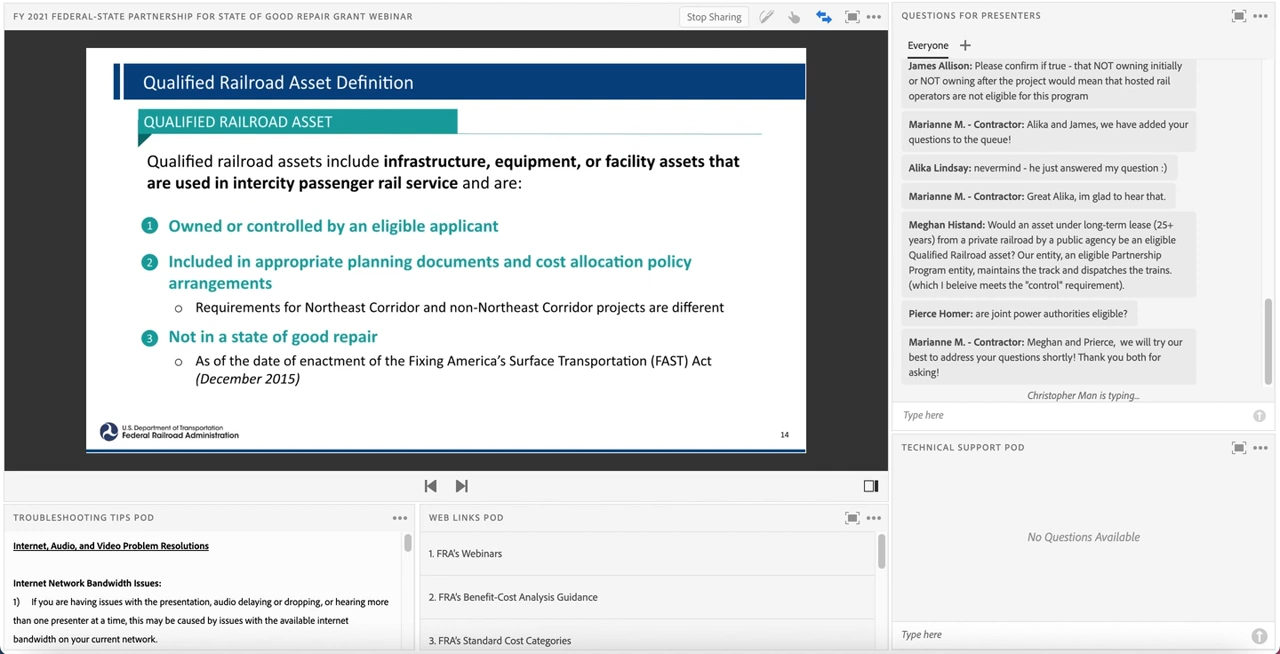 FY 2021 FEDERAL-STATE PARTNERSHIP FOR STATE OF GOOD REPAIR GRANT WEBINAR
Stop Sharing
Qualified Railroad Asset Definition
QUALIFIED RAILROAD ASSET
Qualified railroad assets include infrastructure, equipment, or facility assets that
are used in intercity passenger rail service and are:
1 Owned or controlled by an eligible applicant
2 Included in appropriate planning documents and cost allocation policy
arrangements
o Requirements for Northeast Corridor and non-Northeast Corridor projects are different
3 Not in a state of good repair
o As of the date of enactment of the Fixing America's Surface Transportation (FAST) Act
(December 2015)
U.S. Department of Transportation
Federal Railroad Administration
14
TROUBLESHOOTING TIPS POD
Internet, Audio, and Video Problem Resolutions
Internet Network Bandwidth Issues:
1) If you are having issues with the presentation, audio delaying or dropping, or hearing more
than one presenter at a time, this may be caused by issues with the available internet
bandwidth on your current network.
WEB LINKS POD
1. FRA's Webinars
2. FRA's Benefit-Cost Analysis Guidance
3. FRA's Standard Cost Categories
QUESTIONS FOR PRESENTERS
Everyone
James Allison: Please confirm if true - that NOT owning initially
or NOT owning after the project would mean that hosted rail
operators are not eligible for this program
Marianne M. - Contractor: Alika and James, we have added your
questions to the queue!
Alika Lindsay: nevermind - he just answered my question :)
Marianne M. - Contractor: Great Alika, im glad to hear that.
Meghan Histand: Would an asset under long-term lease (25+
years) from a private railroad by a public agency be an eligible
Qualified Railroad asset? Our entity, an eligible Partnership
Program entity, maintains the track and dispatches the trains.
(which I beleive meets the "control" requirement).
Pierce Homer: are joint power authorities eligible?
Marianne M. - Contractor: Meghan and Prierce, we will try our
best to address your questions shortly! Thank you both for
asking!
Christopher Man is typing...
Type here
TECHNICAL SUPPORT POD
No Questions Available
Type here